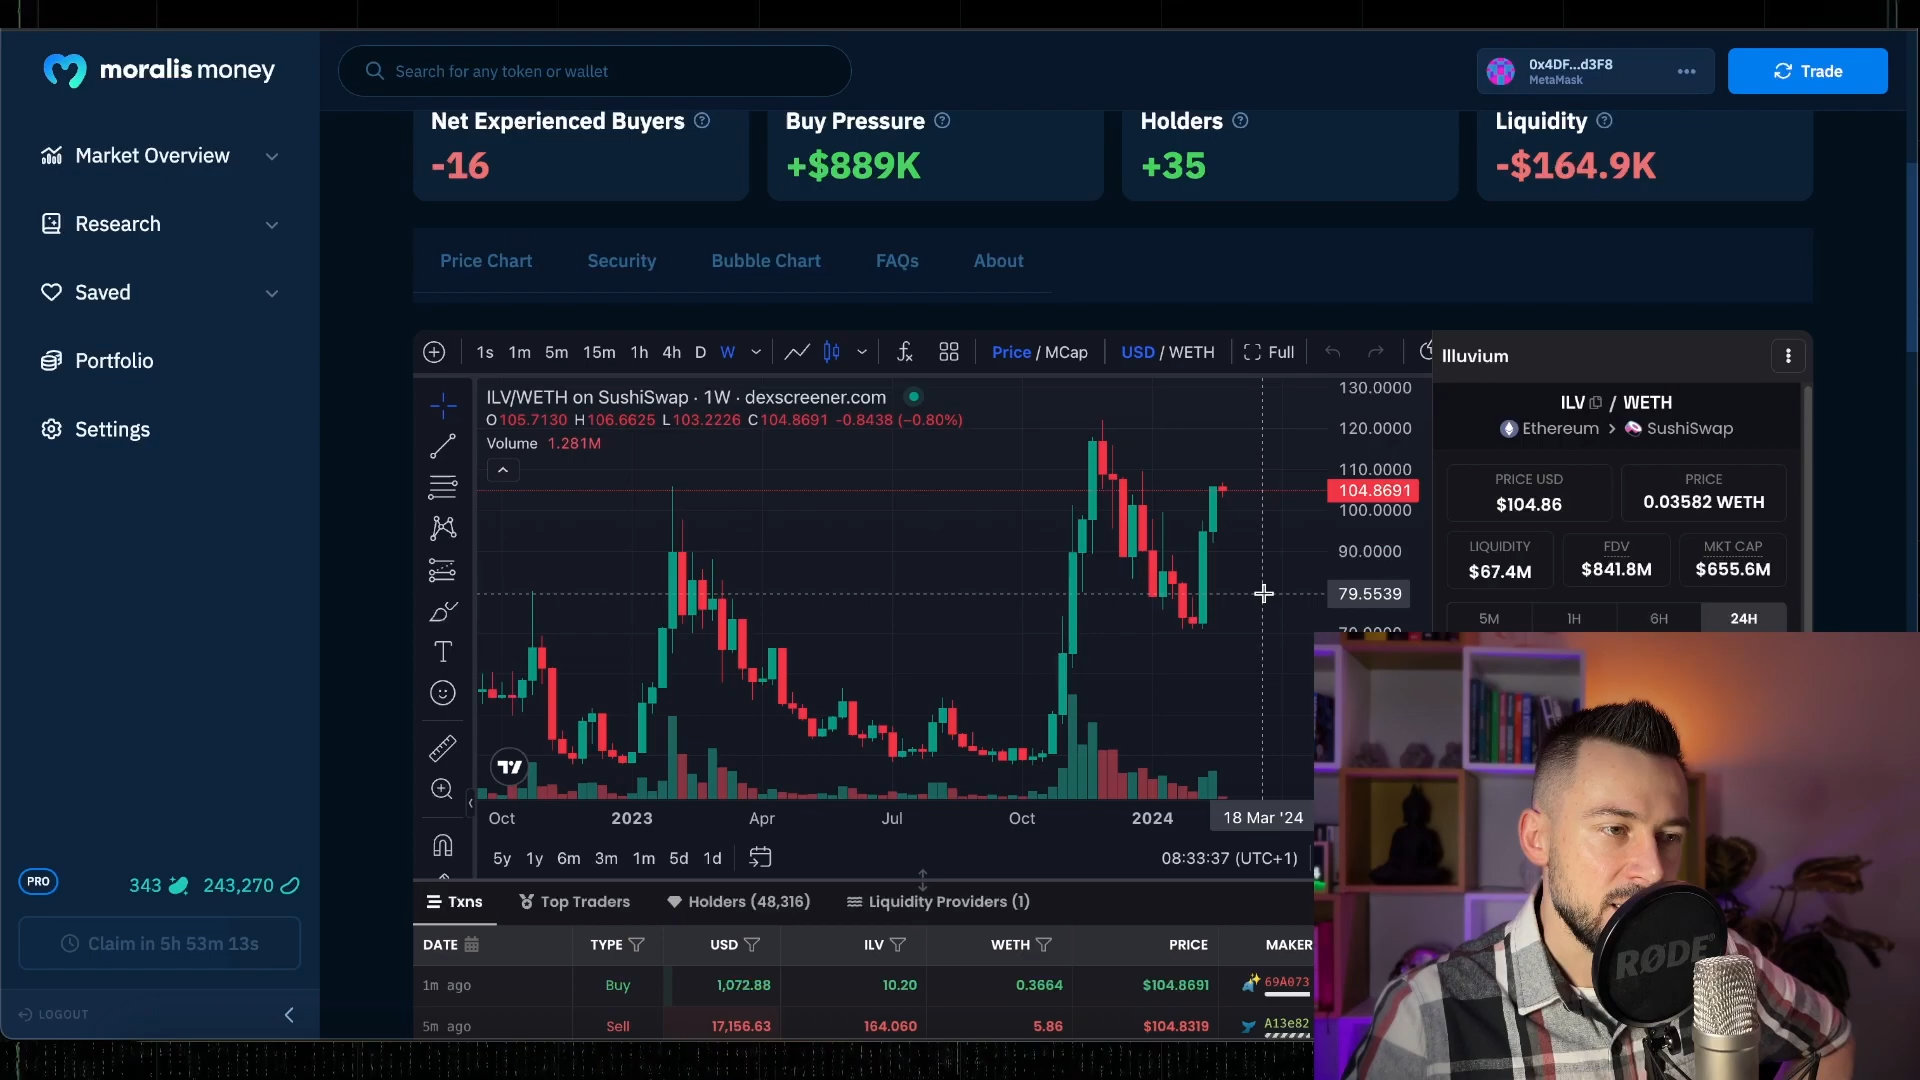 moralis money
Search for any token or wallet
0x4DF...d3F8
MetaMask
Trade
Market Overview
Research
Saved
Portfolio
Settings
PRO
343
243,270
Claim in 5h 53m 13s
LOGOUT
Net Experienced Buyers
-16
Buy Pressure
+$889K
Holders
+35
Liquidity
-$164.9K
Price Chart Security Bubble Chart FAQs About
1s 1m 5m 15m 1h 4h D W
Price / MCap
USD / WETH
Full
ILV/WETH on SushiSwap · 1W · dexscreener.com
O105.7130 H106.6625 L103.2226 C104.8691 -0.8438 (-0.80%)
Volume 1.281M
130.0000
120.0000
110.0000
104.8691
100.0000
90.0000
79.5539
Oct 2023 Apr Jul Oct 2024 18 Mar '24
5y 1y 6m 3m 1m 5d 1d
08:33:37 (UTC+1)
Illuvium
ILV / WETH
Ethereum > SushiSwap
PRICE USD
$104.86
PRICE
0.03582 WETH
LIQUIDITY
$67.4M
FDV
$841.8M
MKT CAP
$655.6M
5M 1H 6H 24H
Txns Top Traders Holders (48,316) Liquidity Providers (1)
DATE TYPE USD ILV WETH PRICE MAKER
1m ago Buy 1,072.88 10.20 0.3664 $104.8691 69A073
5m ago Sell 17,156.63 164.060 5.86 $104.8319 A13e82
RØDE